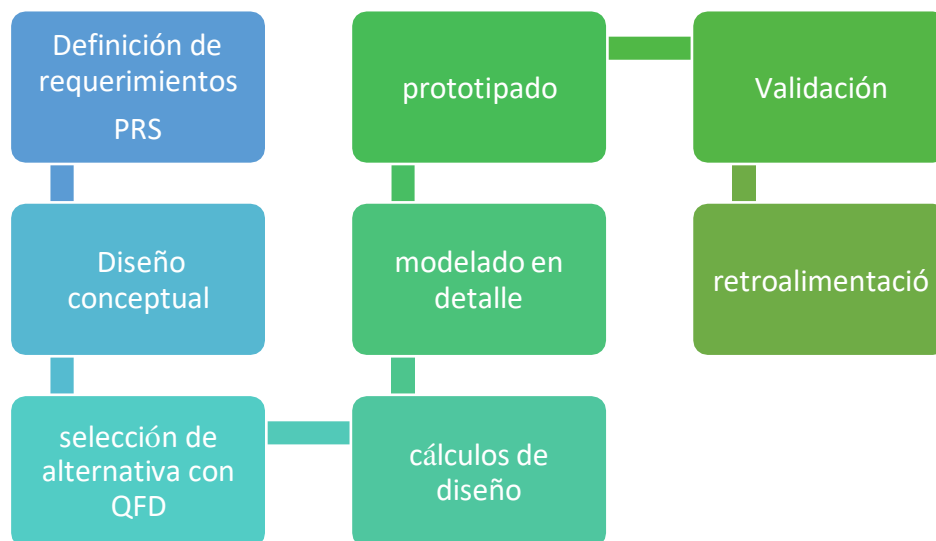 Definición de
requerimientos
PRS
Diseño
conceptual
selección de
alternativa con
QFD
cálculos de
diseño
modelado en
detalle
prototipado
Validación
retroalimentació